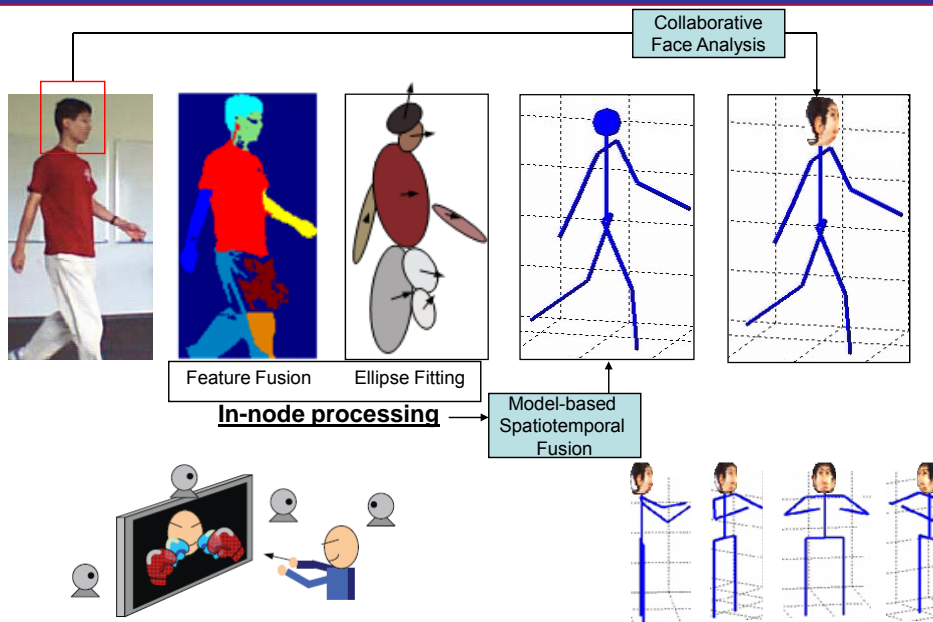 Collaborative
Face Analysis
Feature Fusion
Ellipse Fitting
In-node processing
Model-based
Spatiotemporal
Fusion